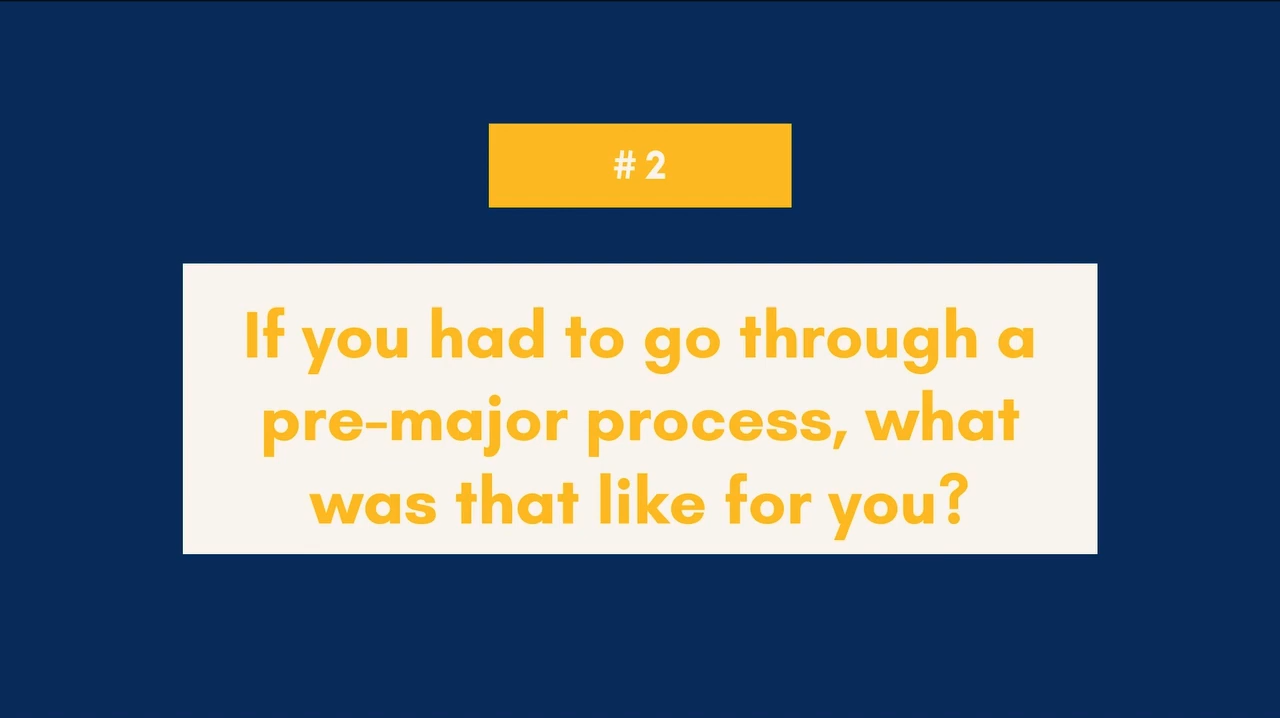 # 2
If you had to go through a
pre-major process, what
was that like for you?